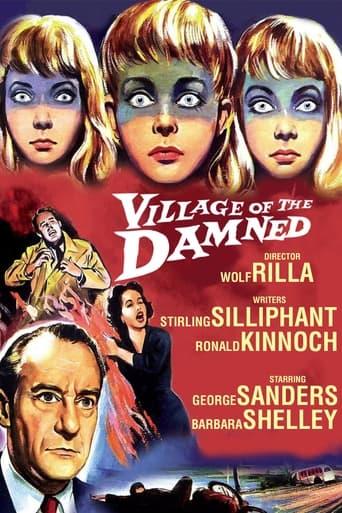 VILLAGE OF THE
DAMNED
DIRECTOR
WOLF RILLA
WRITERS
STIRLING SILLIPHANT
RONALD KINNOCH
STARRING
GEORGE SANDERS
BARBARA SHELLEY